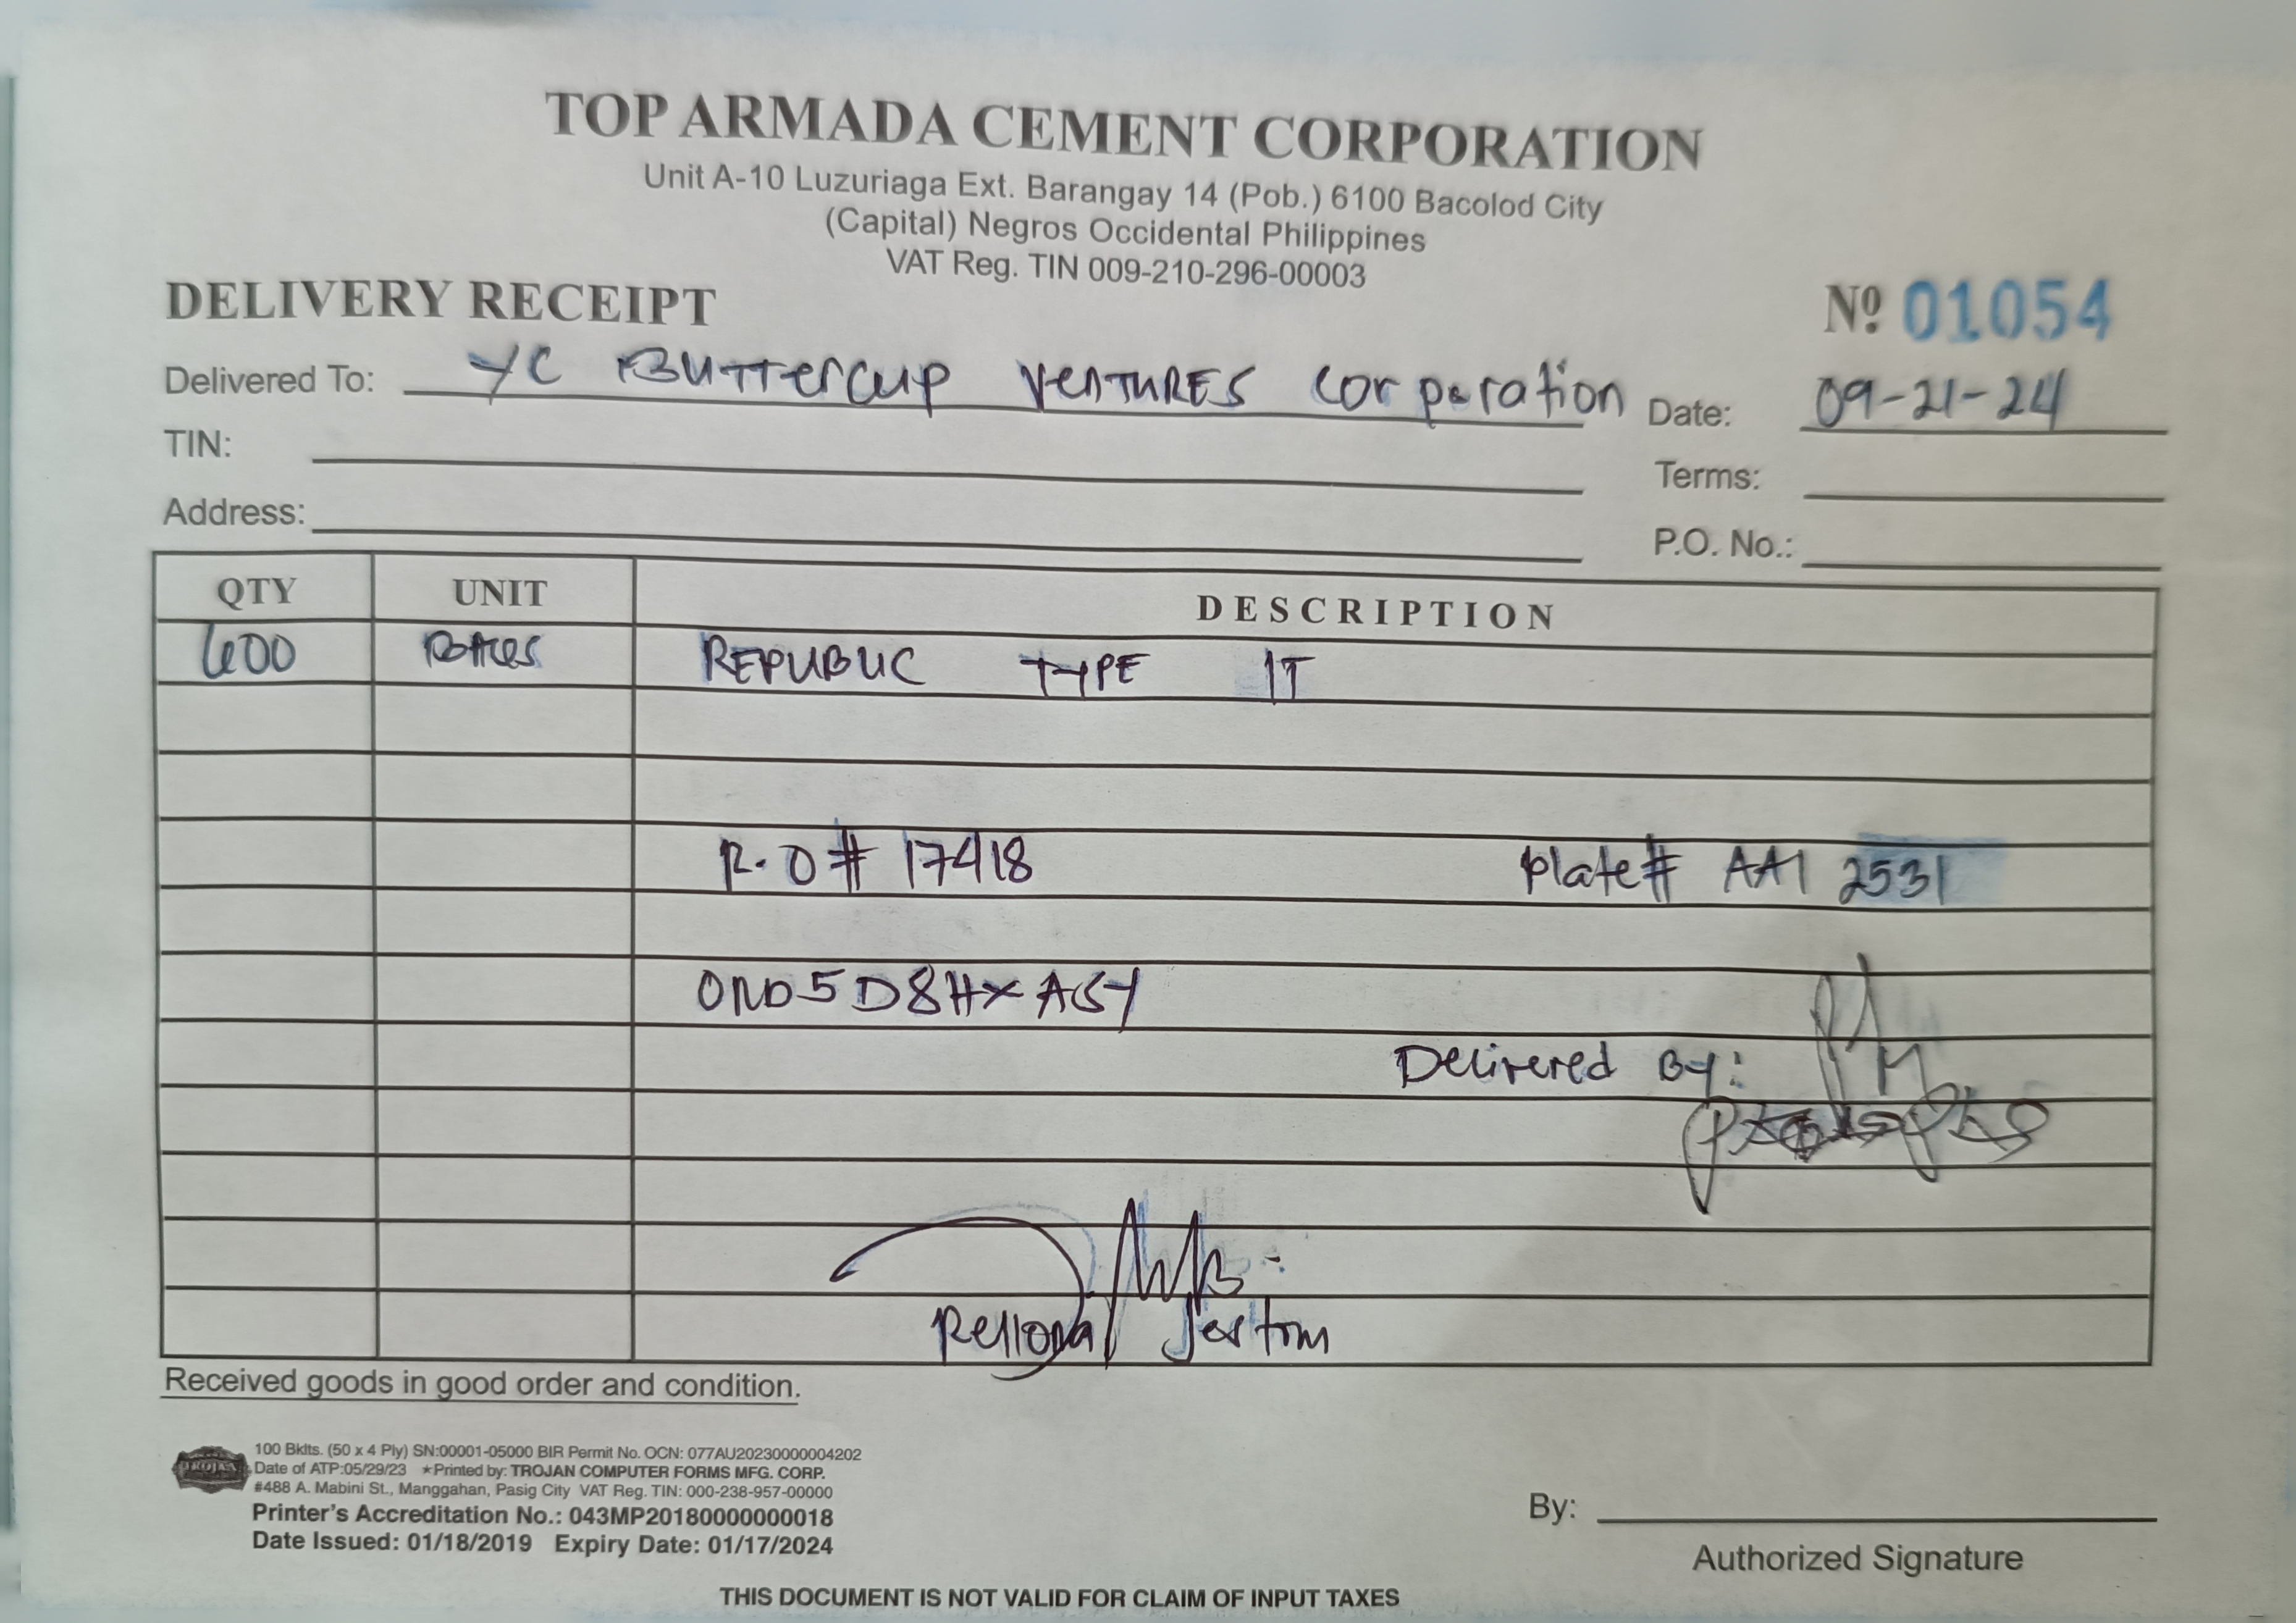 TOP ARMADA CEMENT CORPORATION
Unit A-10 Luzuriaga Ext. Barangay 14 (Pob.) 6100 Bacolod City
(Capital) Negros Occidental Philippines
VAT Reg. TIN 009-210-296-00003
DELIVERY RECEIPT Nº 01054
Delivered To: YC Buttercup Ventures Corporation Date: 09-21-24
TIN: Terms:
Address: P.O. No.:
QTY UNIT DESCRIPTION
600 BAGS REPUBLIC TYPE 1T
R.O# 17418 Plate# AAI 2531
ORD5D8HXAGY
Delivered By:
Rellona Jestom
Received goods in good order and condition.
TROJAN
100 Bklts. (50 x 4 Ply) SN:00001-05000 BIR Permit No. OCN: 077AU20230000004202
Date of ATP:05/29/23 ★Printed by: TROJAN COMPUTER FORMS MFG. CORP.
#488 A. Mabini St., Manggahan, Pasig City VAT Reg. TIN: 000-238-957-00000
Printer's Accreditation No.: 043MP20180000000018
Date Issued: 01/18/2019 Expiry Date: 01/17/2024
By:
Authorized Signature
THIS DOCUMENT IS NOT VALID FOR CLAIM OF INPUT TAXES